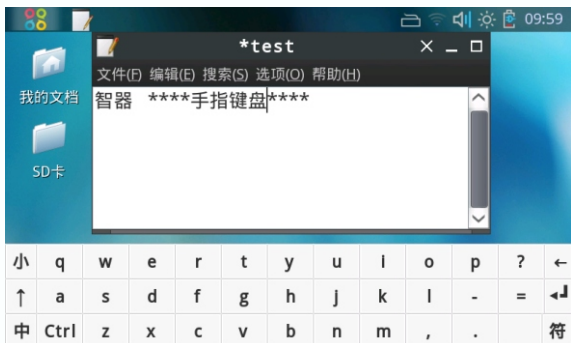 09:59
*test
文件(F) 编辑(E) 搜索(S) 选项(O) 帮助(H)
我的文档
智器 ****手指键盘****
SD卡
小 q w e r t y u i o p ? ←
↑ a s d f g h j k l - =
中 Ctrl z x c v b n m , . 符